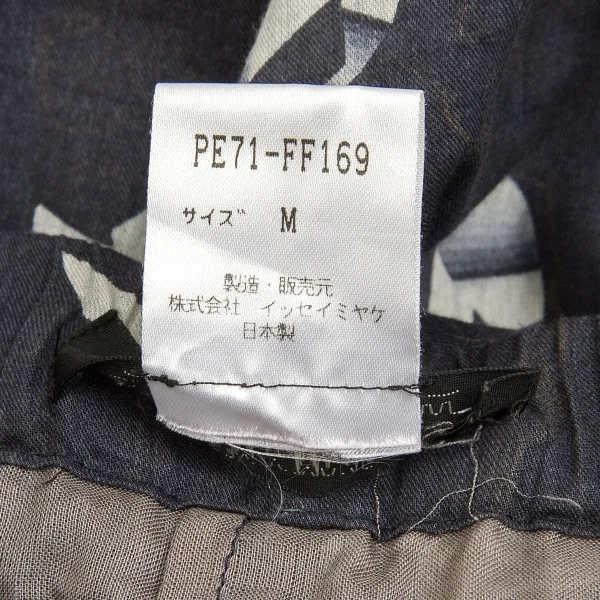 PE71-FF169
サイズ M
製造・販売元
株式会社 イッセイミヤケ
日本製